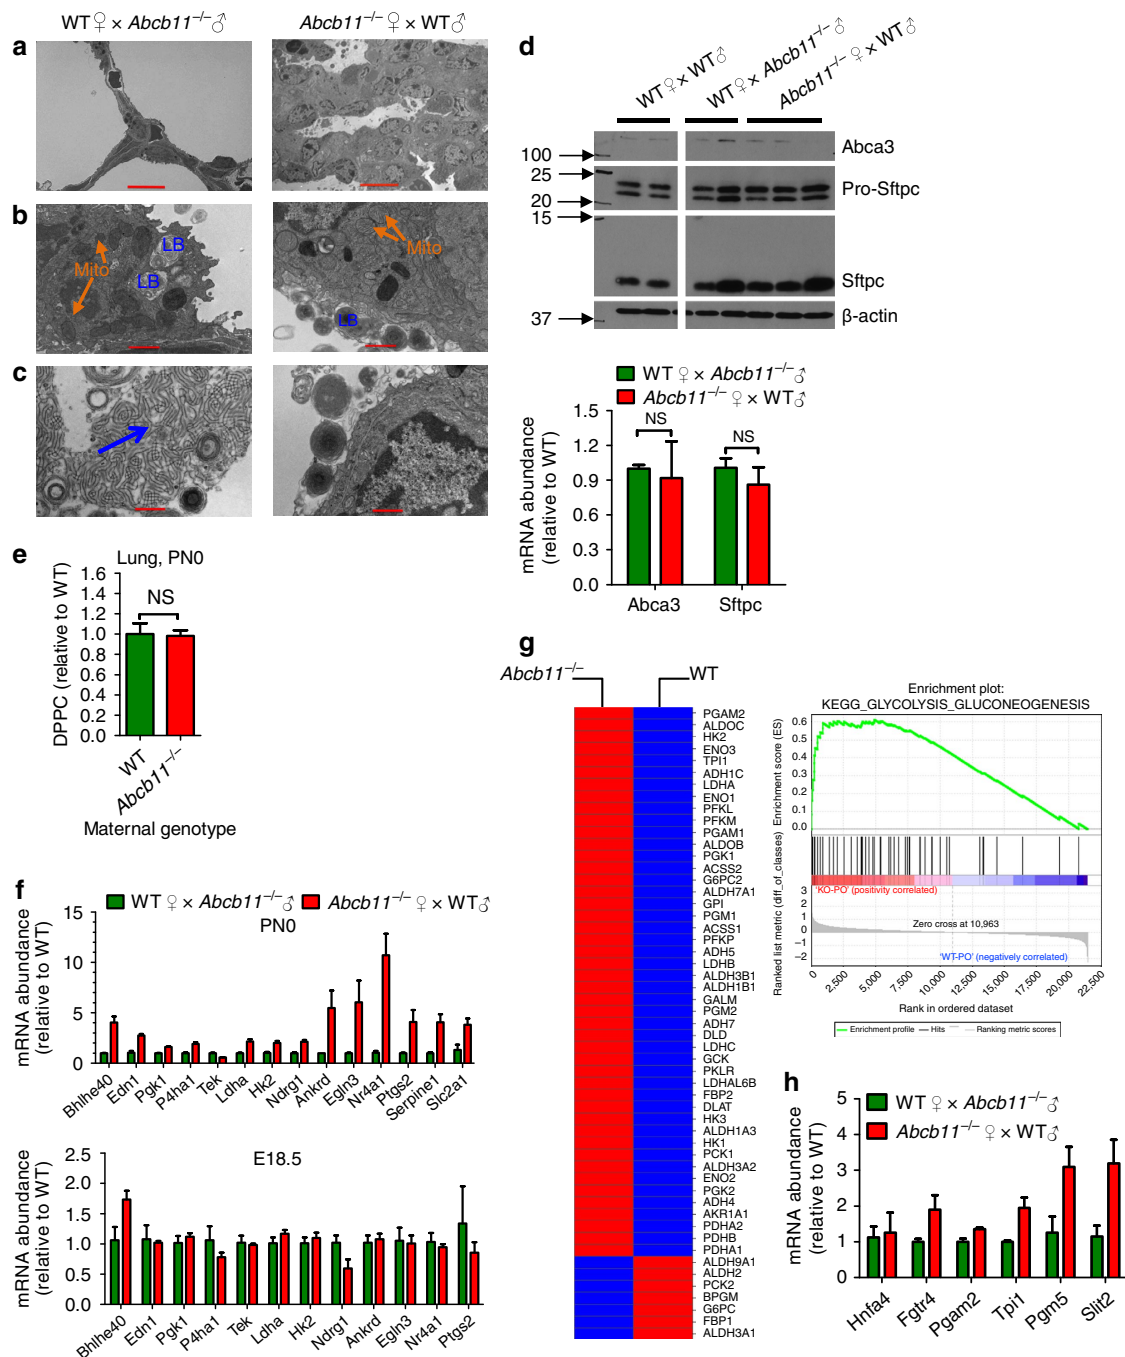 WT♀ × Abcb11−/−♂
Abcb11−/−♀ × WT♂
a
b
Mito
LB
LB
Mito
LB
c
d
WT♀ × WT♂
WT♀ × Abcb11−/−♂
Abcb11−/−♀ × WT♂
100
25
20
15
37
Abca3
Pro-Sftpc
Sftpc
β-actin
WT ♀ × Abcb11−/−♂
Abcb11−/−♀ × WT♂
mRNA abundance
(relative to WT)
1.5
1.2
0.9
0.6
0.3
0.0
NS
NS
Abca3
Sftpc
e
Lung, PN0
DPPC (relative to WT)
1.6
1.4
1.2
1.0
0.8
0.6
0.4
0.2
0.0
NS
WT
Abcb11−/−
Maternal genotype
f
WT ♀ × Abcb11−/−♂
Abcb11−/−♀ × WT♂
PN0
mRNA abundance
(relative to WT)
15
10
5
0
Bhlhe40
Edn1
Pgk1
P4ha1
Tek
Ldha
Hk2
Ndrg1
Ankrd
Egln3
Nr4a1
Ptgs2
Serpine1
Slc2a1
E18.5
mRNA abundance
(relative to WT)
2.5
2.0
1.5
1.0
0.5
0.0
Bhlhe40
Edn1
Pgk1
P4ha1
Tek
Ldha
HK2
Ndrg1
Ankrd
Egln3
Nr4a1
Ptgs2
g
Abcb11−/−
WT
PGAM2
ALDOC
HK2
ENO3
TPI1
ADH1C
LDHA
ENO1
PFKL
PFKM
PGAM1
ALDOB
PGK1
ACSS2
G6PC2
ALDH7A1
GPI
PGM1
ACSS1
PFKP
ADH5
LDHB
ALDH3B1
ALDH1B1
GALM
PGM2
ADH7
DLD
LDHC
GCK
PKLR
LDHAL6B
FBP2
DLAT
HK3
ALDH1A3
HK1
PCK1
ALDH3A2
ENO2
PGK2
ADH4
AKR1A1
PDHA2
PDHB
PDHA1
ALDH9A1
ALDH2
PCK2
BPGM
G6PC
FBP1
ALDH3A1
Enrichment plot:
KEGG_GLYCOLYSIS_GLUCONEOGENESIS
Enrichment score (ES)
0.6
0.5
0.4
0.3
0.2
0.1
0.0
Ranked list metric (diff_of_classes)
3
2
1
0
−1
−2
'KO-PO' (positivity correlated)
Zero cross at 10,963
'WT-PO' (negatively correlated)
0
2,500
5,000
7,500
10,000
12,500
15,000
17,500
20,000
22,500
Rank in ordered dataset
Enrichment profile
Hits
Ranking metric scores
h
WT ♀ × Abcb11−/−♂
Abcb11−/−♀ × WT♂
mRNA abundance
(relative to WT)
5
4
3
2
1
0
Hnfa4
Fgtr4
Pgam2
Tpi1
Pgm5
Slit2